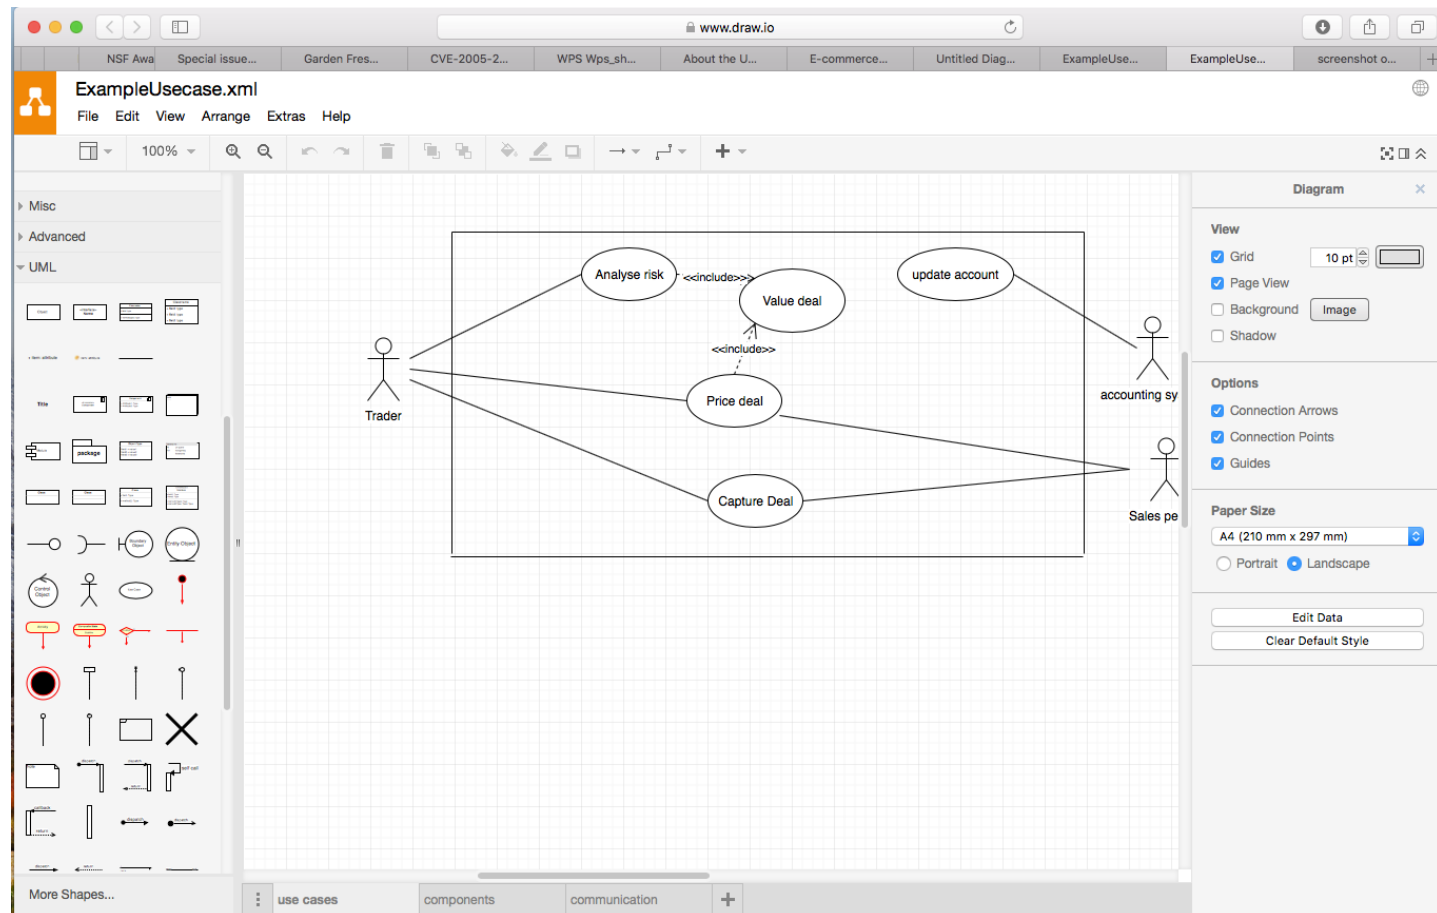 www.draw.io
NSF Awa
Special issue...
Garden Fres...
CVE-2005-2...
WPS Wps_sh...
About the U...
E-commerce...
Untitled Diag...
ExampleUse...
ExampleUse...
screenshot o...
ExampleUsecase.xml
File Edit View Arrange Extras Help
100%
Misc
Advanced
UML
Title
package
More Shapes...
Analyse risk
<<include>>
Value deal
update account
<<include>>
Price deal
Capture Deal
Trader
accounting sy
Sales pe
use cases
components
communication
Diagram
View
Grid
10 pt
Page View
Background
Image
Shadow
Options
Connection Arrows
Connection Points
Guides
Paper Size
A4 (210 mm x 297 mm)
Portrait
Landscape
Edit Data
Clear Default Style